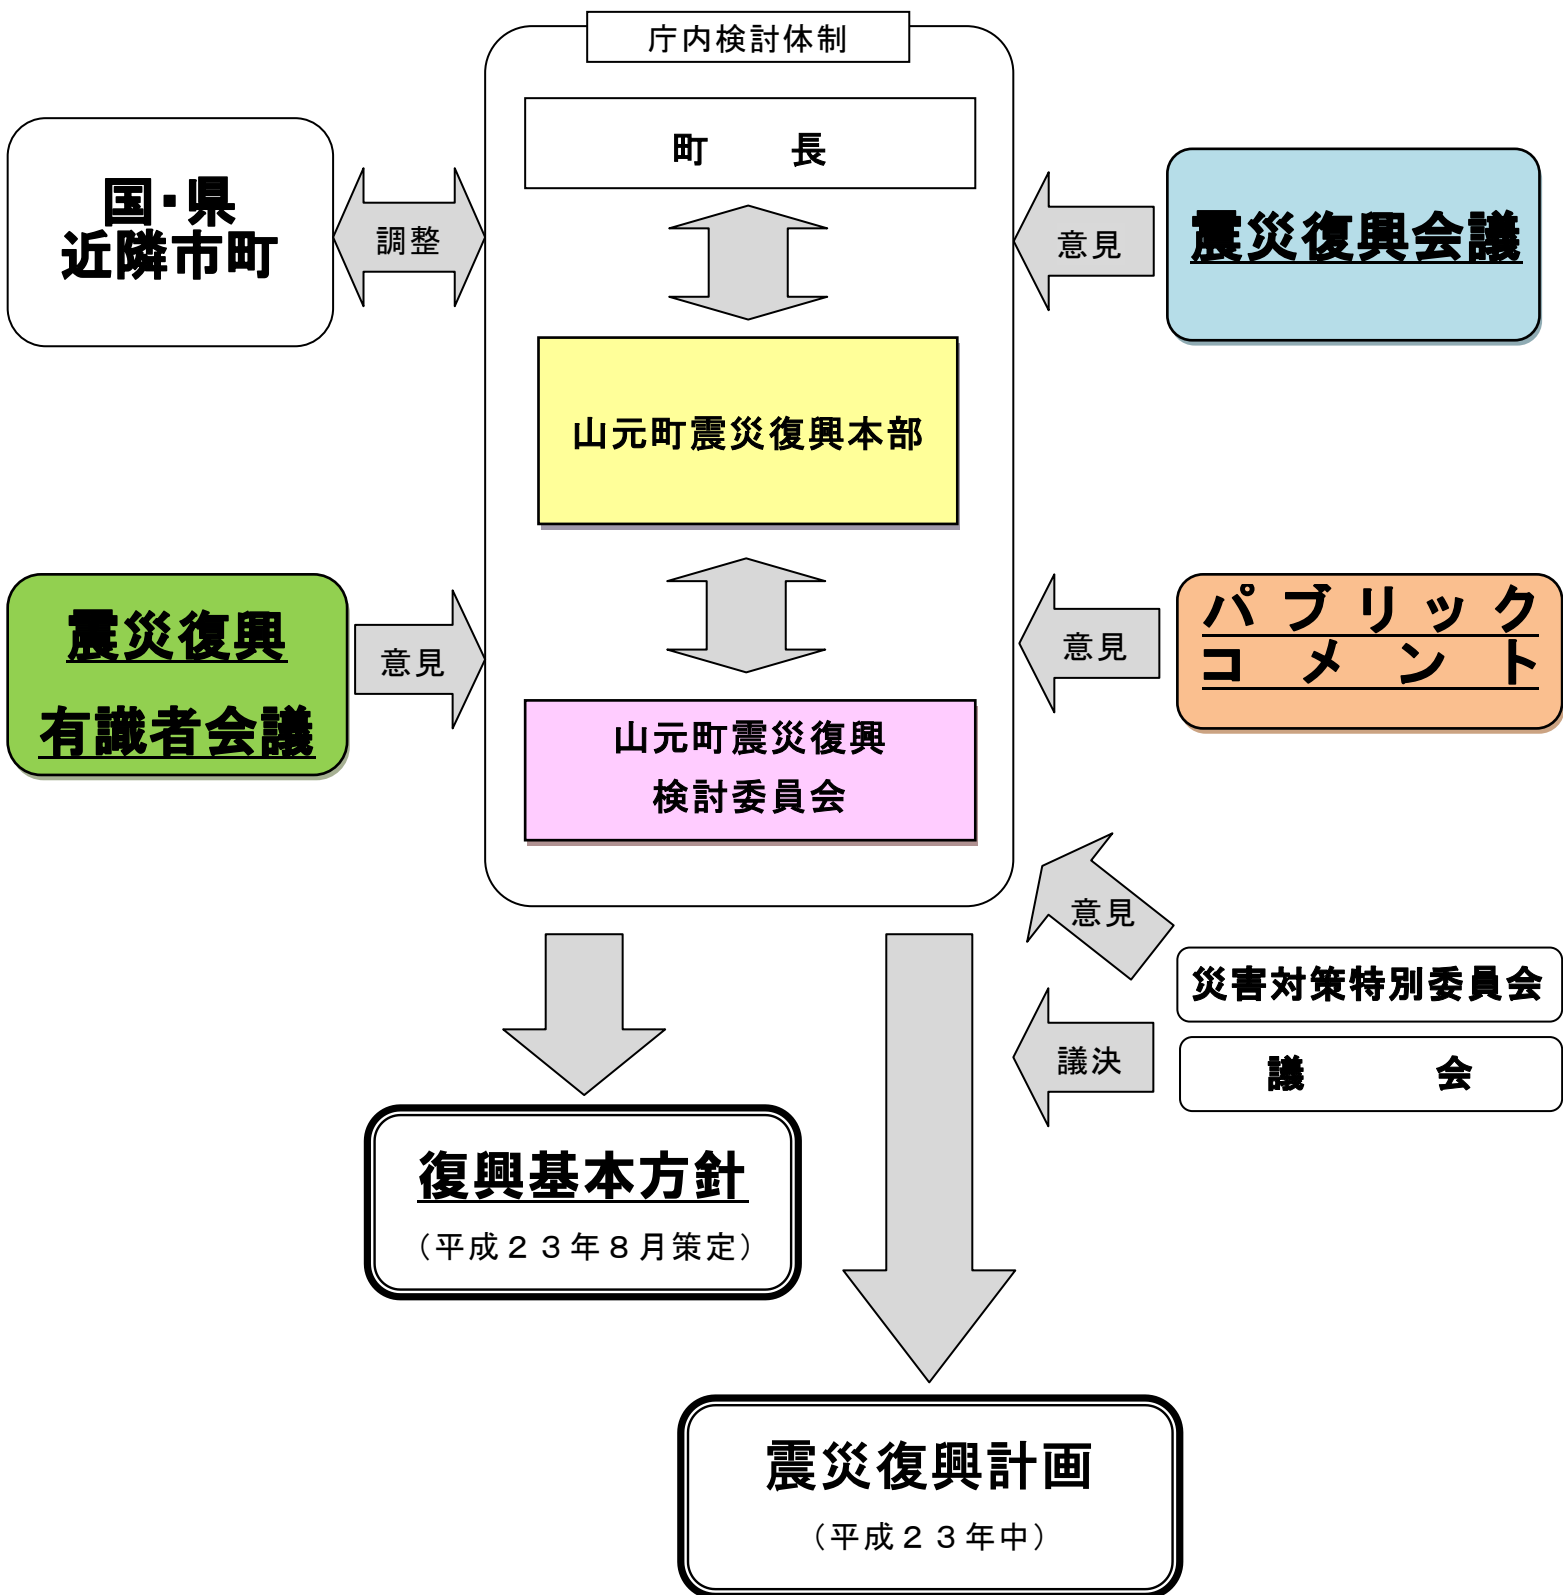 庁内検討体制
町　長
国・県
近隣市町
調整
意見
震災復興会議
山元町震災復興本部
震災復興
有識者会議
意見
意見
パブリック
コメント
山元町震災復興
検討委員会
意見
災害対策特別委員会
議決
議　会
復興基本方針
（平成２３年８月策定）
震災復興計画
（平成２３年中）